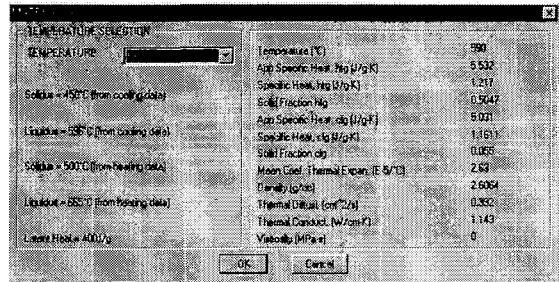 TEMPERATURE SELECTION
TEMPERATURE
Solidus = 450°C (from cooling data)
Liquidus = 596°C (from cooling data)
Solidus = 500°C (from heating data)
Liquidus = 665°C (from heating data)
Latent Heat = 400J/g
Temperature (°C) 590
App Specific Heat, htg (J/g-K) 5.532
Specific Heat, htg (J/g-K) 1.217
Solid Fraction htg 0.5047
App Specific Heat, clg (J/g-K) 5.031
Specific Heat, clg (J/g-K) 1.1611
Solid Fraction clg 0.055
Mean Coef. Thermal Expan. (E-5/°C) 2.63
Density (g/cc) 2.6064
Thermal Diffus. (cm^2/s) 0.392
Thermal Conduct. (W/cm-K) 1.143
Viscosity (MPa-s) 0
OK Cancel